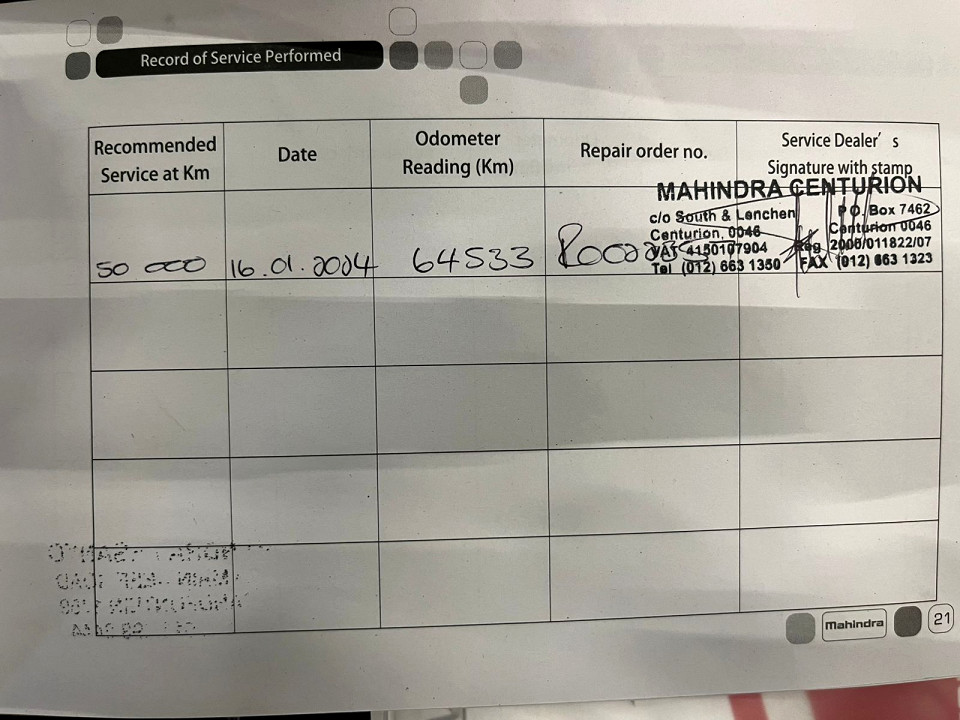 Record of Service Performed
Recommended Service at Km
Date
Odometer Reading (Km)
Repair order no.
Service Dealer's Signature with stamp
MAHINDRA CENTURION
c/o South & Lenchen
Centurion, 0046
VAT 4150107904
Tel (012) 663 1350
P.O. Box 7462
Centurion 0046
Reg 2000/011822/07
FAX (012) 663 1323
50 000
16.01.2024
64533
Mahindra
21